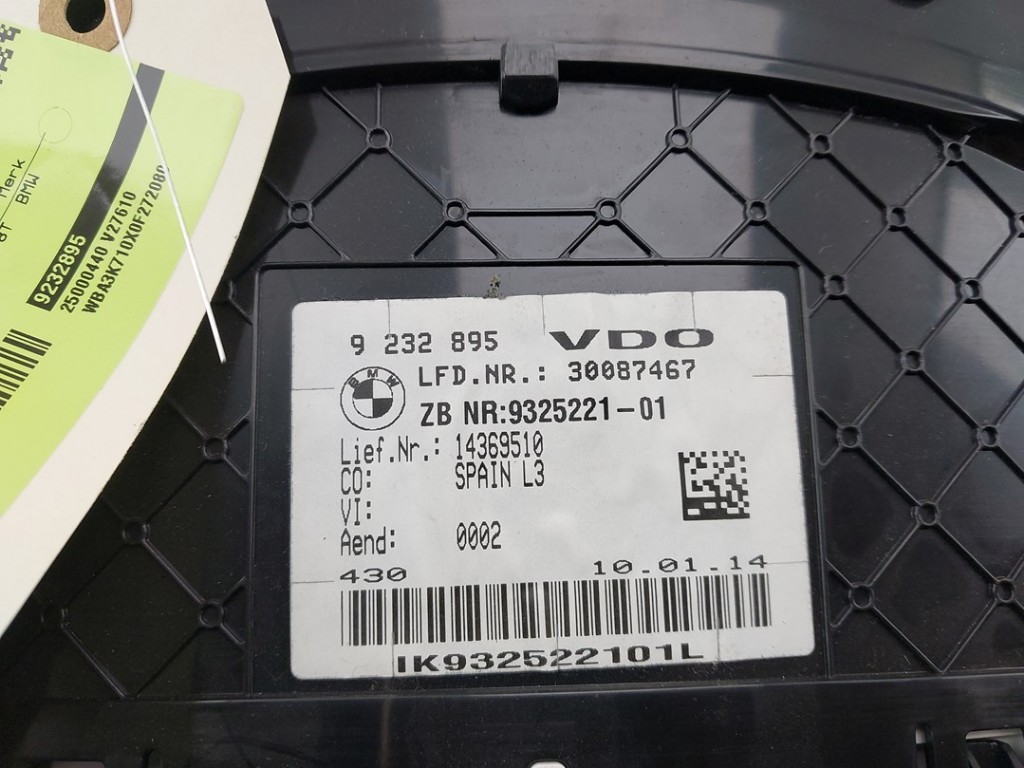 Merk
BMW
9232895
25000440 V27610
9 232 895 VDO
BMW
LFD.NR.: 30087467
ZB NR:9325221-01
Lief.Nr.: 14369510
CO: SPAIN L3
VI:
Aend: 0002
430 10.01.14
IK932522101L